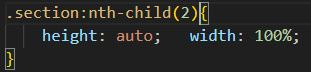 .section:nth-child(2){
    height: auto;   width: 100%;
}